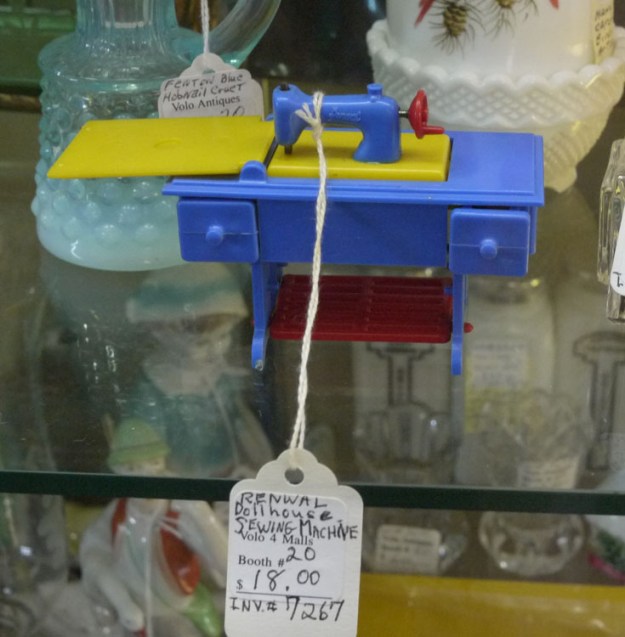 FENTON Blue
HOBNail CRUET
Volo Antiques
20
RENWAL
Dollhouse
SEWING MACHINE
Volo 4 Malls
Booth # 20
$ 18.00
INV.# 7267